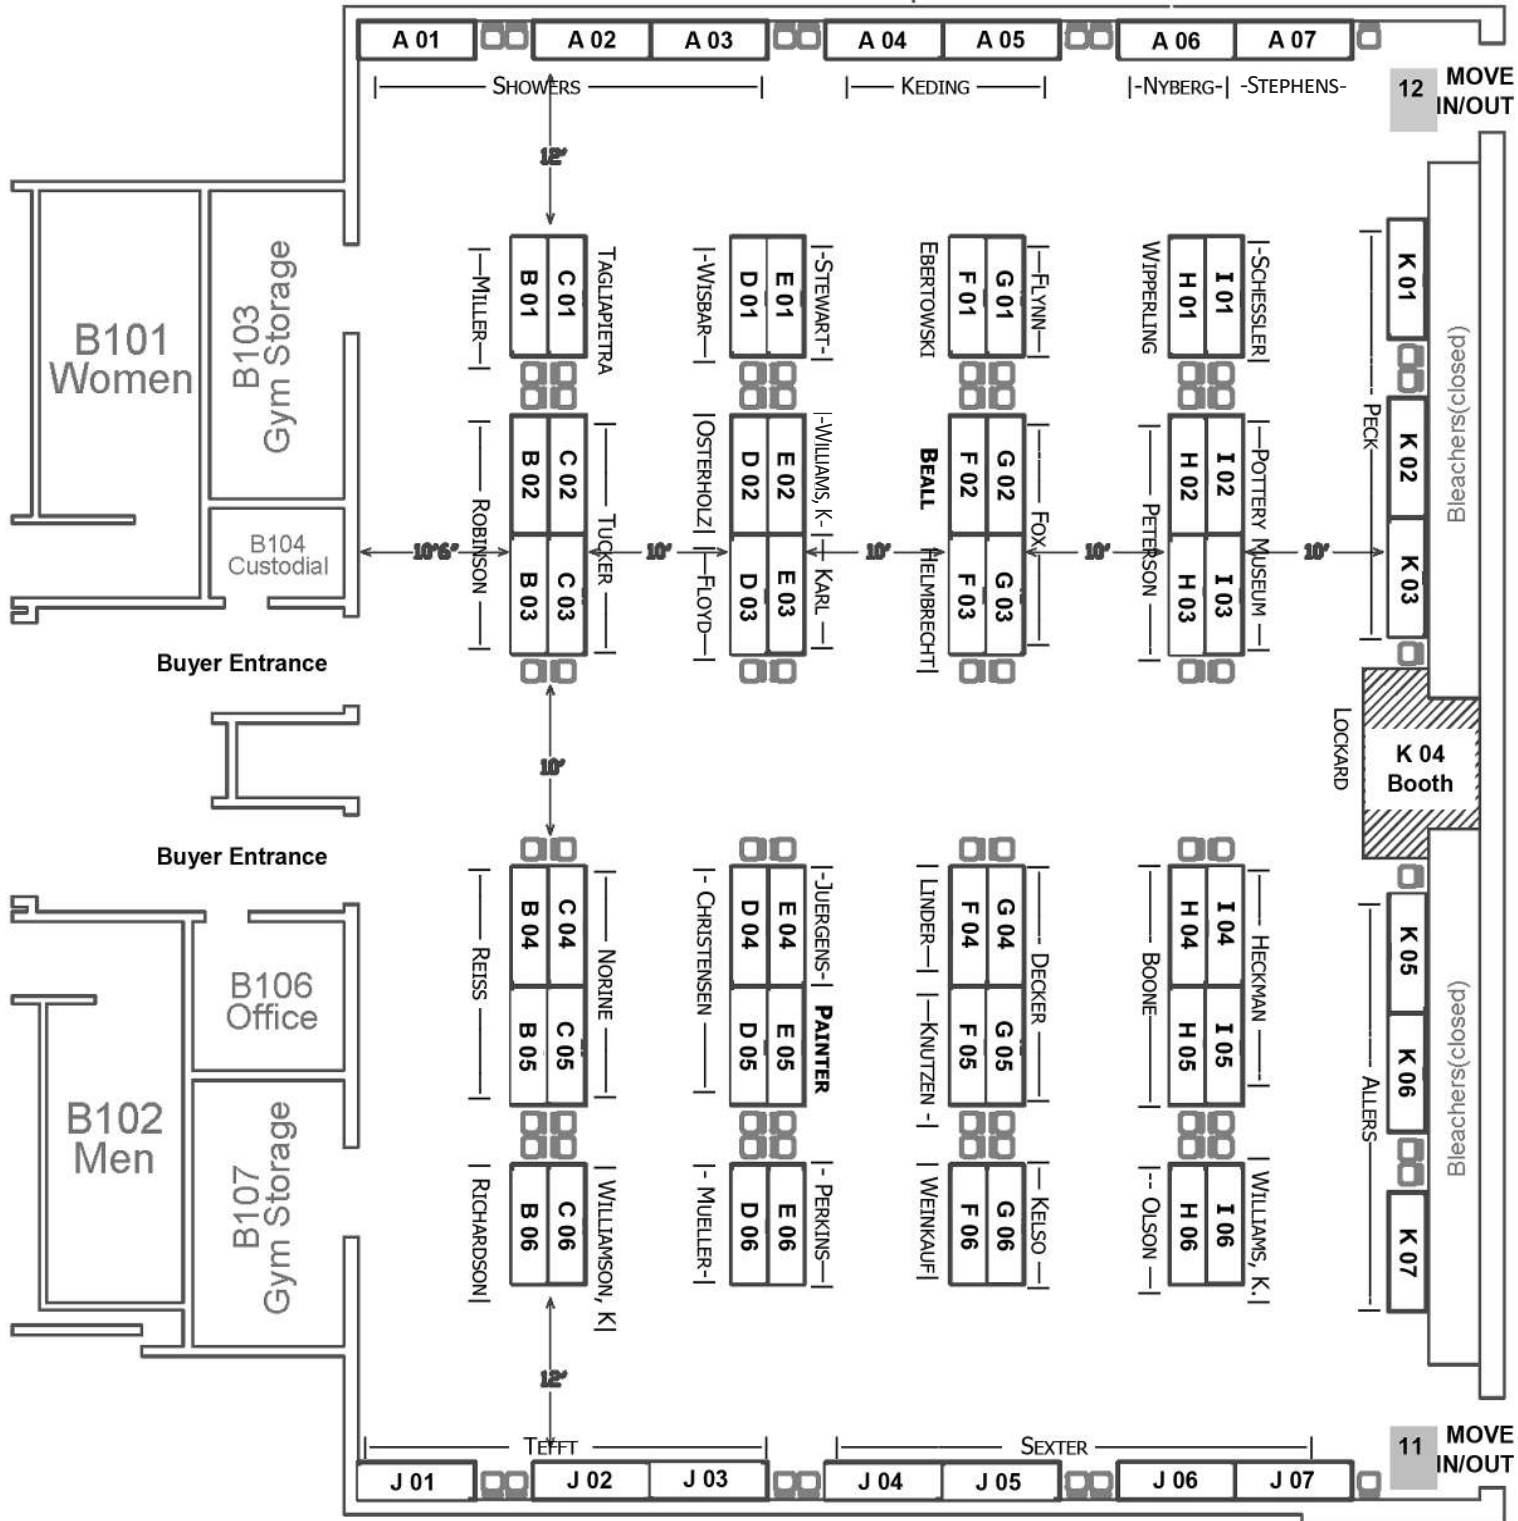 A 01
A 02
A 03
A 04
A 05
A 06
A 07
|—— SHOWERS ——|
|— KEDING —|
|-NYBERG-|
-STEPHENS-
12
MOVE
IN/OUT
12'
B101
Women
B103
Gym Storage
B104
Custodial
|—MILLER—|
B 01
C 01
TAGLIAPIETRA
|-WISBAR—|
D 01
E 01
|-STEWART-|
EBERTOWSKI
F 01
G 01
|—FLYNN—|
WIPPERLING
H 01
I 01
|-SCHESSLER|
K 01
|—— ROBINSON ——|
B 02
C 02
B 03
C 03
|—— TUCKER ——|
|OSTERHOLZ|
|—FLOYD—|
D 02
E 02
D 03
E 03
|-WILLIAMS, K-|
|— KARL —|
BEALL
HELMBRECHT|
F 02
G 02
F 03
G 03
|—— FOX ——|
|—— PETERSON ——|
H 02
I 02
H 03
I 03
|—POTTERY MUSEUM —|
|—— PECK ——|
K 02
K 03
Bleachers(closed)
10'6"
10'
10'
10'
10'
Buyer Entrance
10'
LOCKARD
K 04
Booth
Buyer Entrance
B106
Office
B102
Men
B107
Gym Storage
|—— REISS ——|
B 04
C 04
B 05
C 05
|—— NORINE ——|
|- CHRISTENSEN ——|
D 04
E 04
D 05
E 05
|-JUERGENS-|
PAINTER
|LINDER—|
|—KNUTZEN -|
F 04
G 04
F 05
G 05
|—— DECKER ——|
|—— BOONE ——|
H 04
I 04
H 05
I 05
|—— HECKMAN ——|
K 05
K 06
|—— ALLERS ——|
Bleachers(closed)
|RICHARDSON|
B 06
C 06
|WILLIAMSON, K|
|- MUELLER-|
D 06
E 06
|- PERKINS—|
| WEINKAUF|
F 06
G 06
|— KELSO —|
|-- OLSON —|
H 06
I 06
|WILLIAMS, K.|
K 07
12'
|—— TEFFT ——|
|—— SEXTER ——|
J 01
J 02
J 03
J 04
J 05
J 06
J 07
11
MOVE
IN/OUT